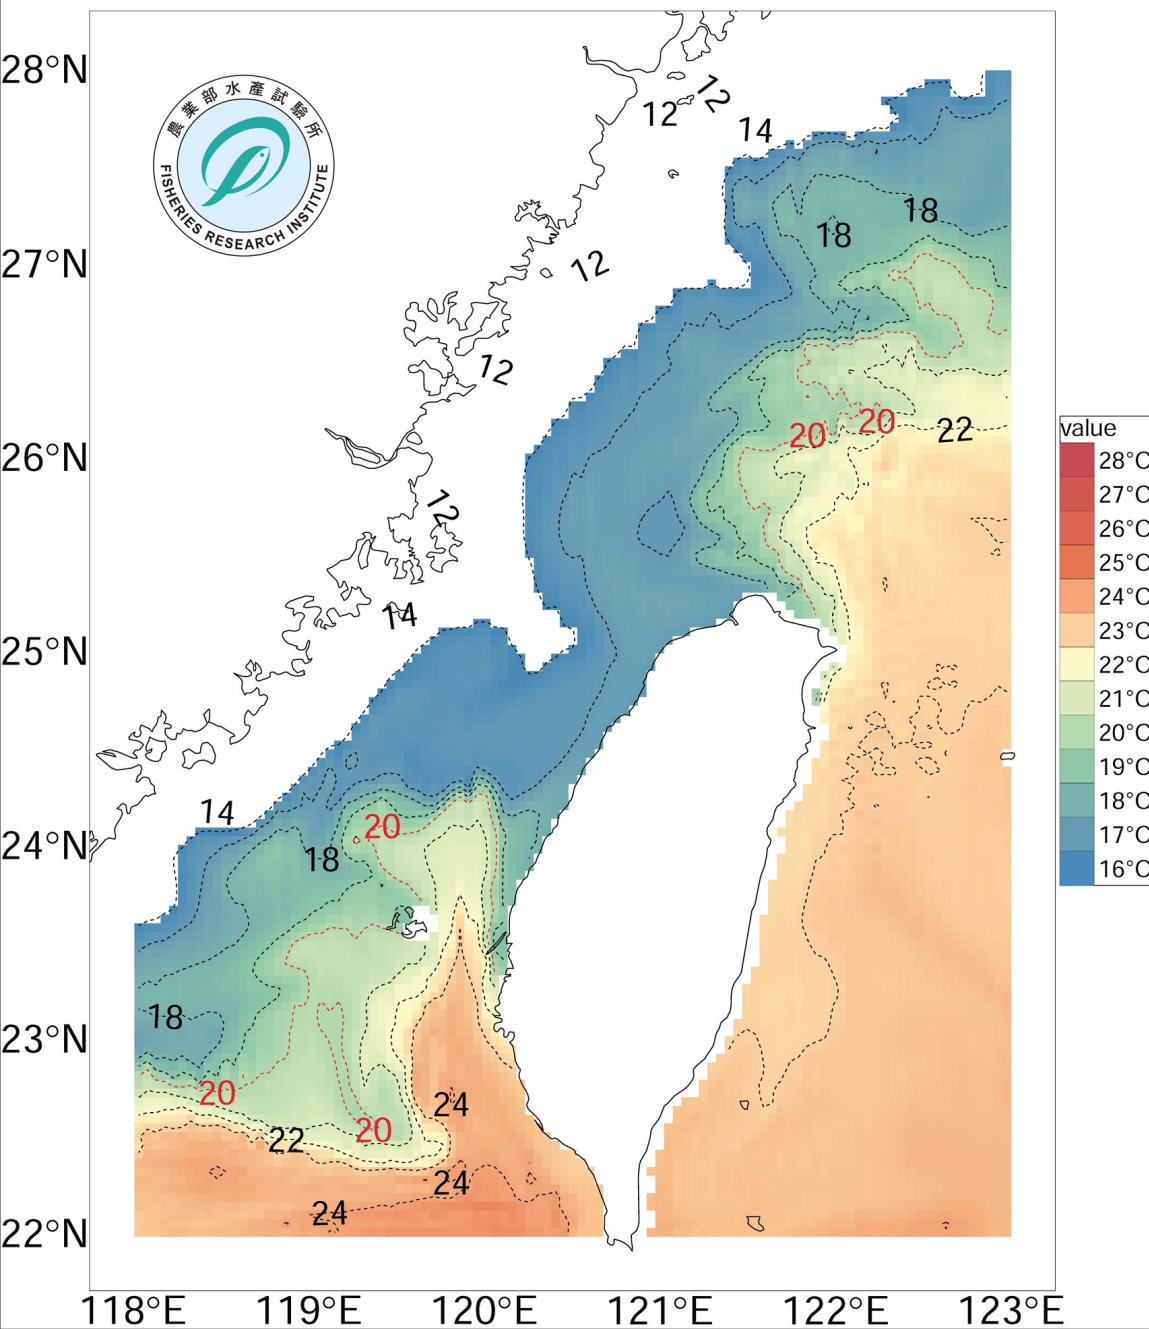 28°N
27°N
26°N
25°N
24°N
23°N
22°N
農業部水產試驗所
FISHERIES RESEARCH INSTITUTE
12
12
14
12
18
18
12
20
20
22
12
14
14
20
18
18
20
20
22
24
24
24
value
28°C
27°C
26°C
25°C
24°C
23°C
22°C
21°C
20°C
19°C
18°C
17°C
16°C
118°E
119°E
120°E
121°E
122°E
123°E